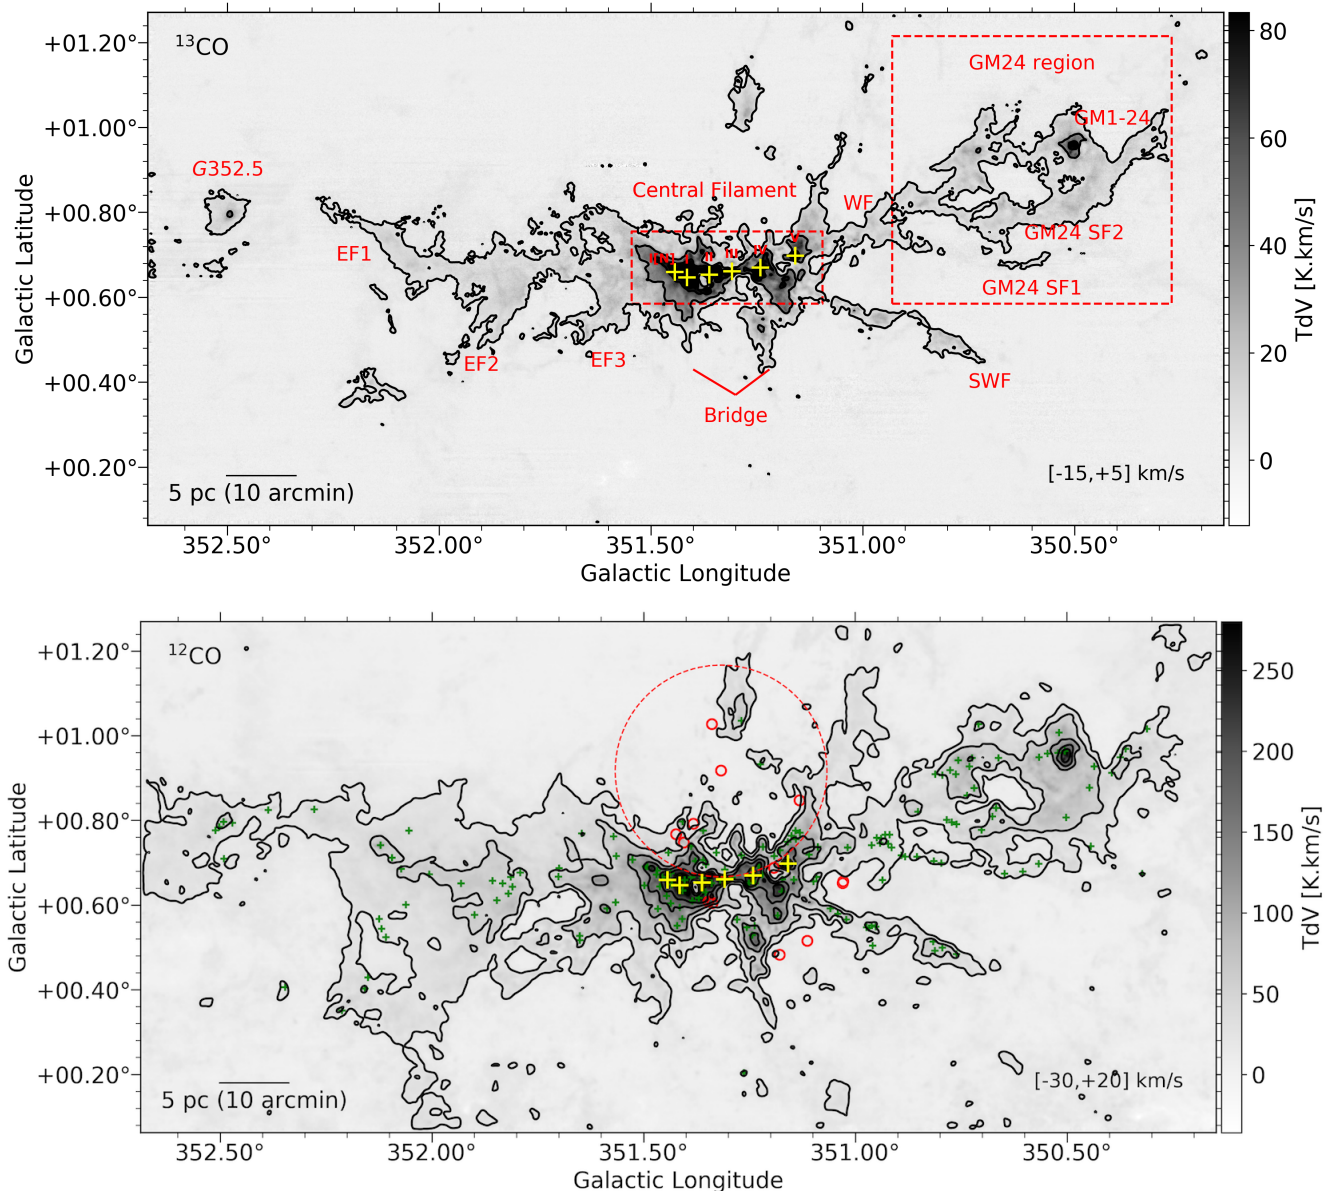 ¹³CO
+01.20°
+01.00°
+00.80°
+00.60°
+00.40°
+00.20°
Galactic Latitude
GM24 region
GM1-24
G352.5
Central Filament
WF
EF1
GM24 SF2
I(N)
I
II
III
IV
V
GM24 SF1
EF2
EF3
SWF
Bridge
5 pc (10 arcmin)
[-15,+5] km/s
352.50°
352.00°
351.50°
351.00°
350.50°
Galactic Longitude
80
60
40
20
0
TdV [K.km/s]
¹²CO
+01.20°
+01.00°
+00.80°
+00.60°
+00.40°
+00.20°
Galactic Latitude
5 pc (10 arcmin)
[-30,+20] km/s
352.50°
352.00°
351.50°
351.00°
350.50°
Galactic Longitude
250
200
150
100
50
0
TdV [K.km/s]